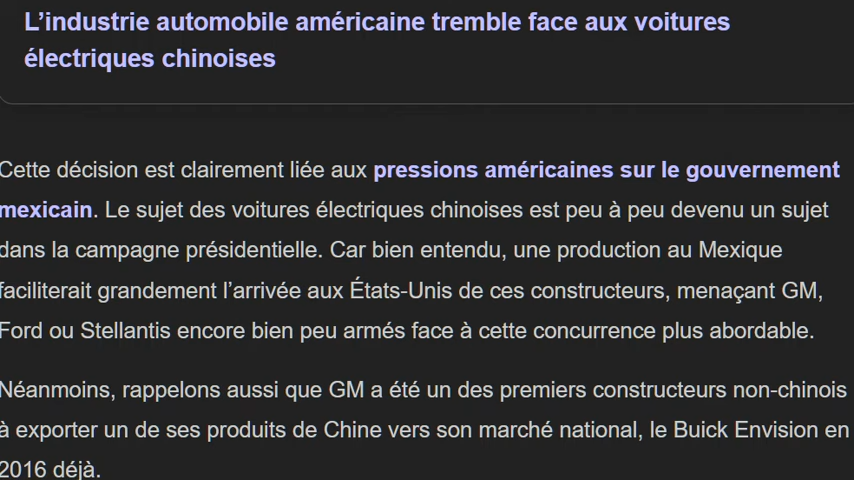 L’industrie automobile américaine tremble face aux voitures
électriques chinoises
Cette décision est clairement liée aux pressions américaines sur le gouvernement
mexicain. Le sujet des voitures électriques chinoises est peu à peu devenu un sujet
dans la campagne présidentielle. Car bien entendu, une production au Mexique
faciliterait grandement l’arrivée aux États-Unis de ces constructeurs, menaçant GM,
Ford ou Stellantis encore bien peu armés face à cette concurrence plus abordable.
Néanmoins, rappelons aussi que GM a été un des premiers constructeurs non-chinois
à exporter un de ses produits de Chine vers son marché national, le Buick Envision en
2016 déjà.